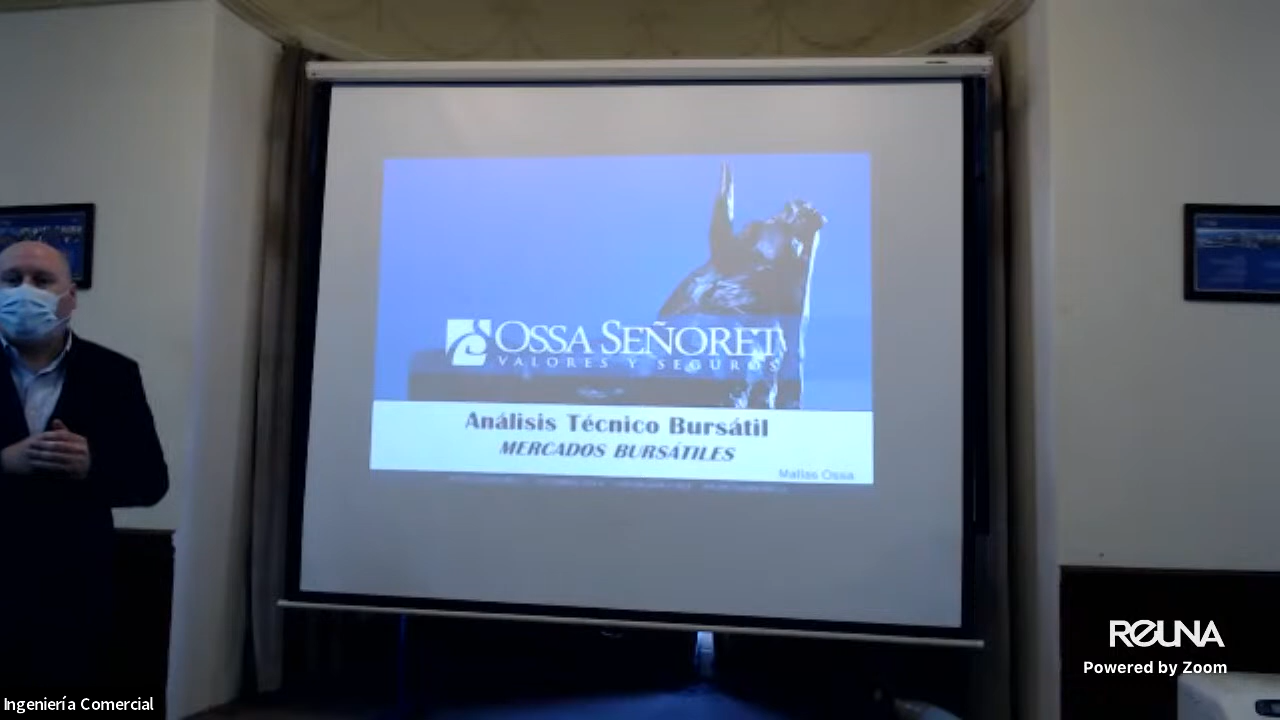 OSSA SEÑORET
VALORES Y SEGUROS
Análisis Técnico Bursátil
MERCADOS BURSÁTILES
Matías Ossa
REUNA
Powered by Zoom
Ingeniería Comercial